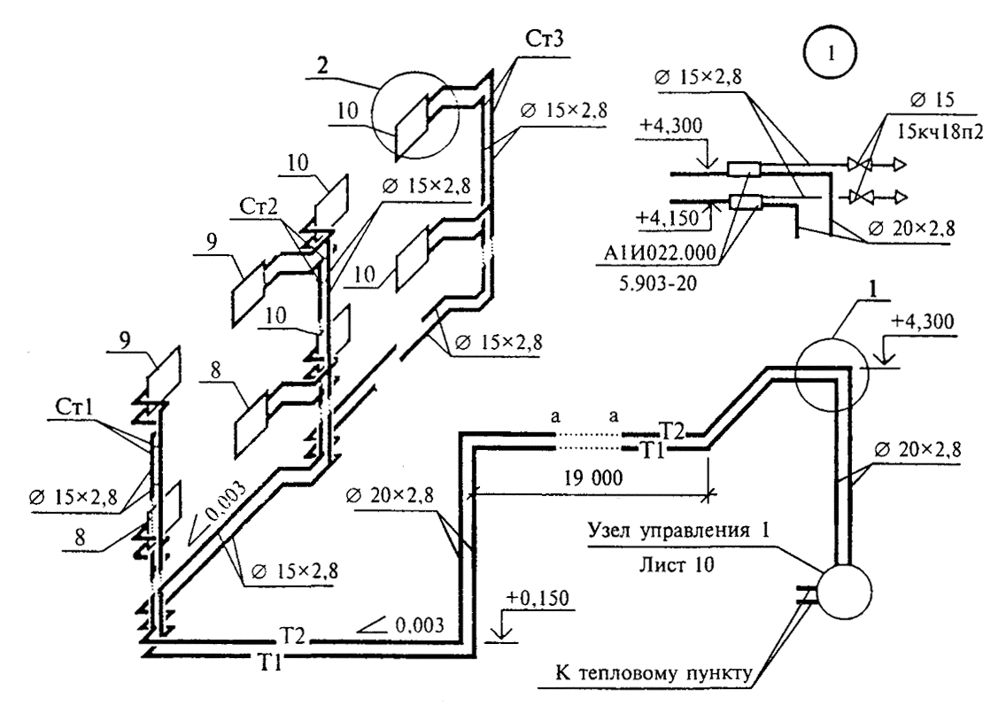 Ст3
1
2
∅ 15×2,8
10
∅ 15×2,8
∅ 15
15кч18п2
+4,300
10
∅ 15×2,8
Ст2
+4,150
∅ 20×2,8
9
10
А1И022.000
5.903-20
1
10
∅ 15×2,8
+4,300
9
8
Ст1
а
а
Т2
Т1
∅ 20×2,8
19 000
∅ 15×2,8
0,003
∅ 20×2,8
8
Узел управления 1
Лист 10
∅ 15×2,8
+0,150
Т2
0,003
Т1
К тепловому пункту